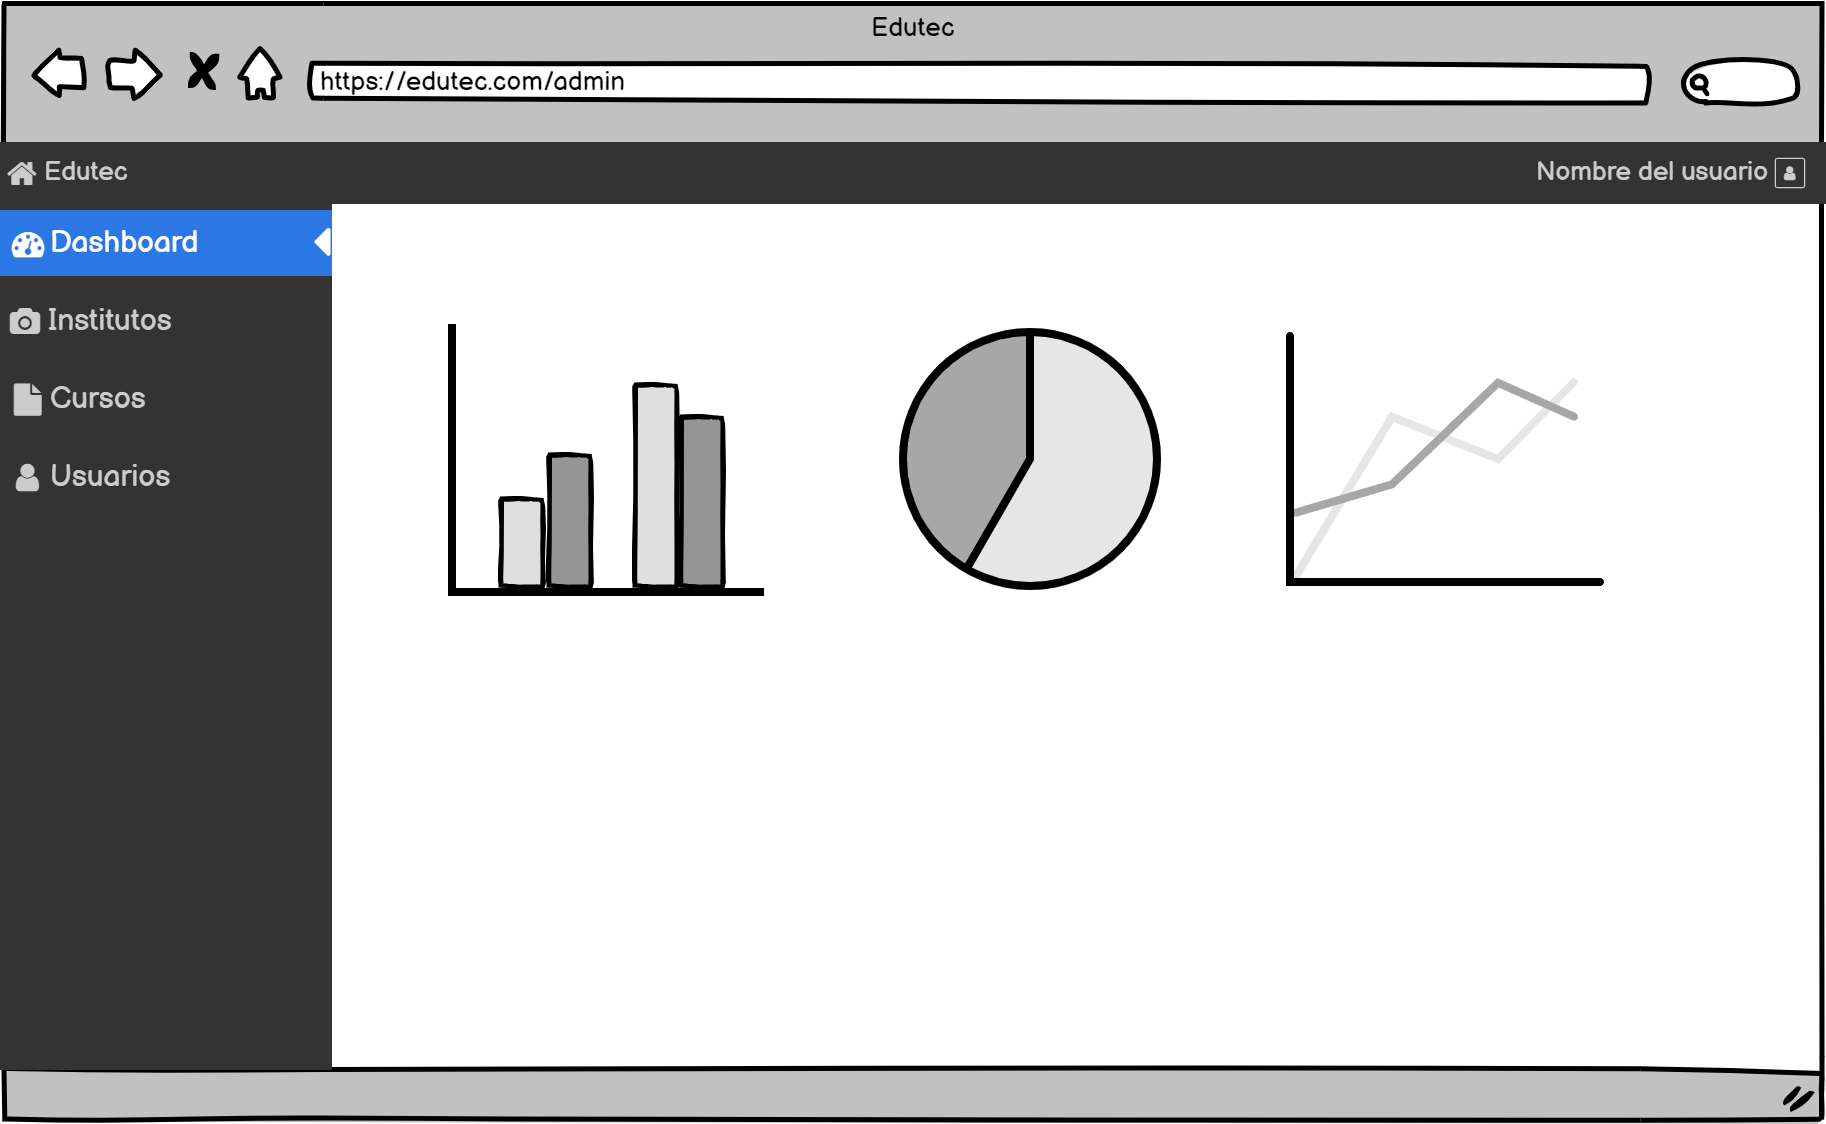 Edutec
https://edutec.com/admin
Edutec
Nombre del usuario
Dashboard
Institutos
Cursos
Usuarios